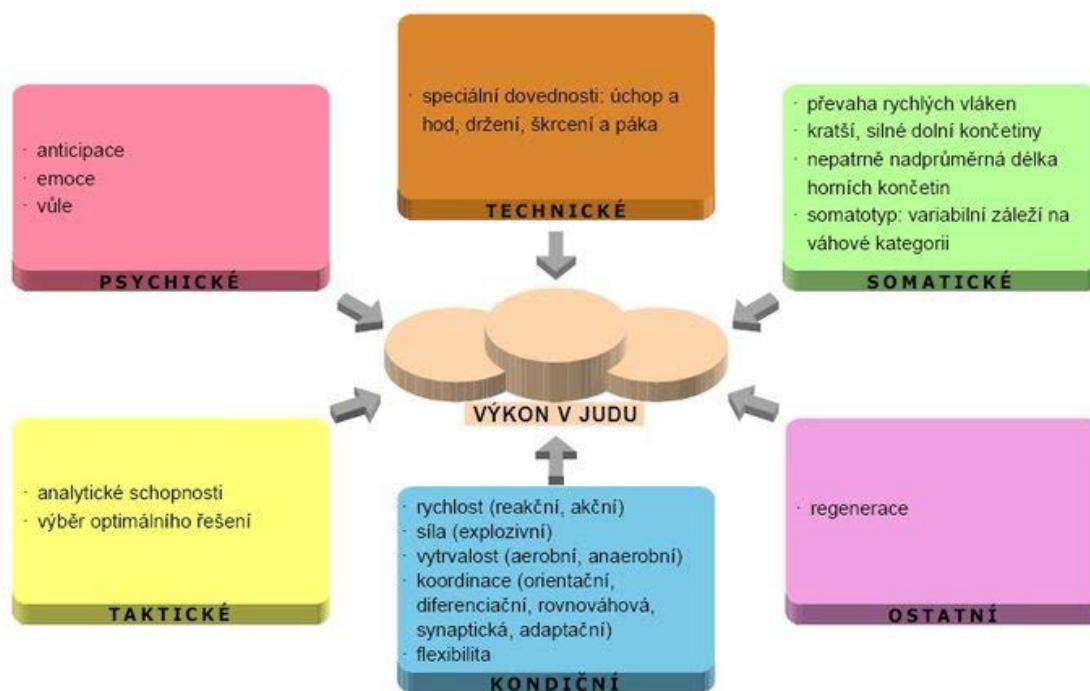 · anticipace
· emoce
· vůle
PSYCHICKÉ
· speciální dovednosti: úchop a
hod, držení, škrcení a páka
TECHNICKÉ
· převaha rychlých vláken
· kratší, silné dolní končetiny
· nepatrně nadprůměrná délka
horních končetin
· somatotyp: variabilní záleží na
váhové kategorii
SOMATICKÉ
VÝKON V JUDU
· analytické schopnosti
· výběr optimálního řešení
TAKTICKÉ
· rychlost (reakční, akční)
· síla (explozivní)
· vytrvalost (aerobní, anaerobní)
· koordinace (orientační,
diferenciační, rovnováhová,
synaptická, adaptační)
· flexibilita
KONDIČNÍ
· regenerace
OSTATNÍ